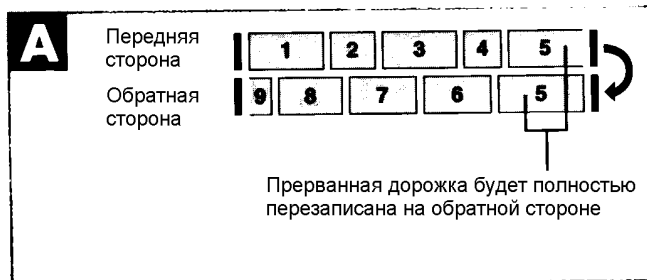 A
Передняя
сторона
1 2 3 4 5
Обратная
сторона
9 8 7 6 5
Прерванная дорожка будет полностью
перезаписана на обратной стороне